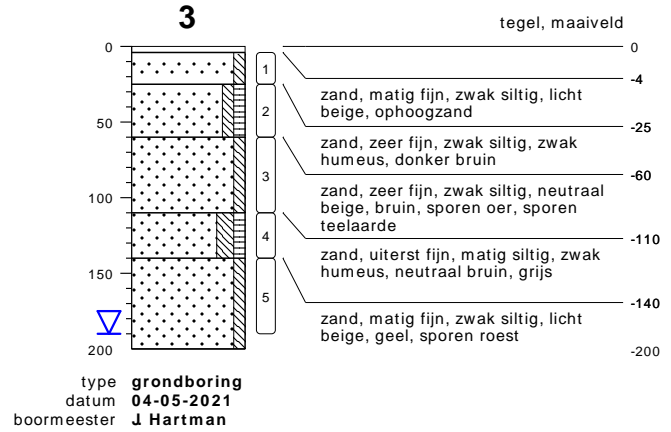 3
tegel, maaiveld
0
0
1
-4
zand, matig fijn, zwak siltig, licht
beige, ophoogzand
2
-25
50
zand, zeer fijn, zwak siltig, zwak
humeus, donker bruin
3
-60
100
zand, zeer fijn, zwak siltig, neutraal
beige, bruin, sporen oer, sporen
teelaarde
4
-110
zand, uiterst fijn, matig siltig, zwak
humeus, neutraal bruin, grijs
150
5
-140
zand, matig fijn, zwak siltig, licht
beige, geel, sporen roest
200
-200
type grondboring
datum 04-05-2021
boormeester J Hartman